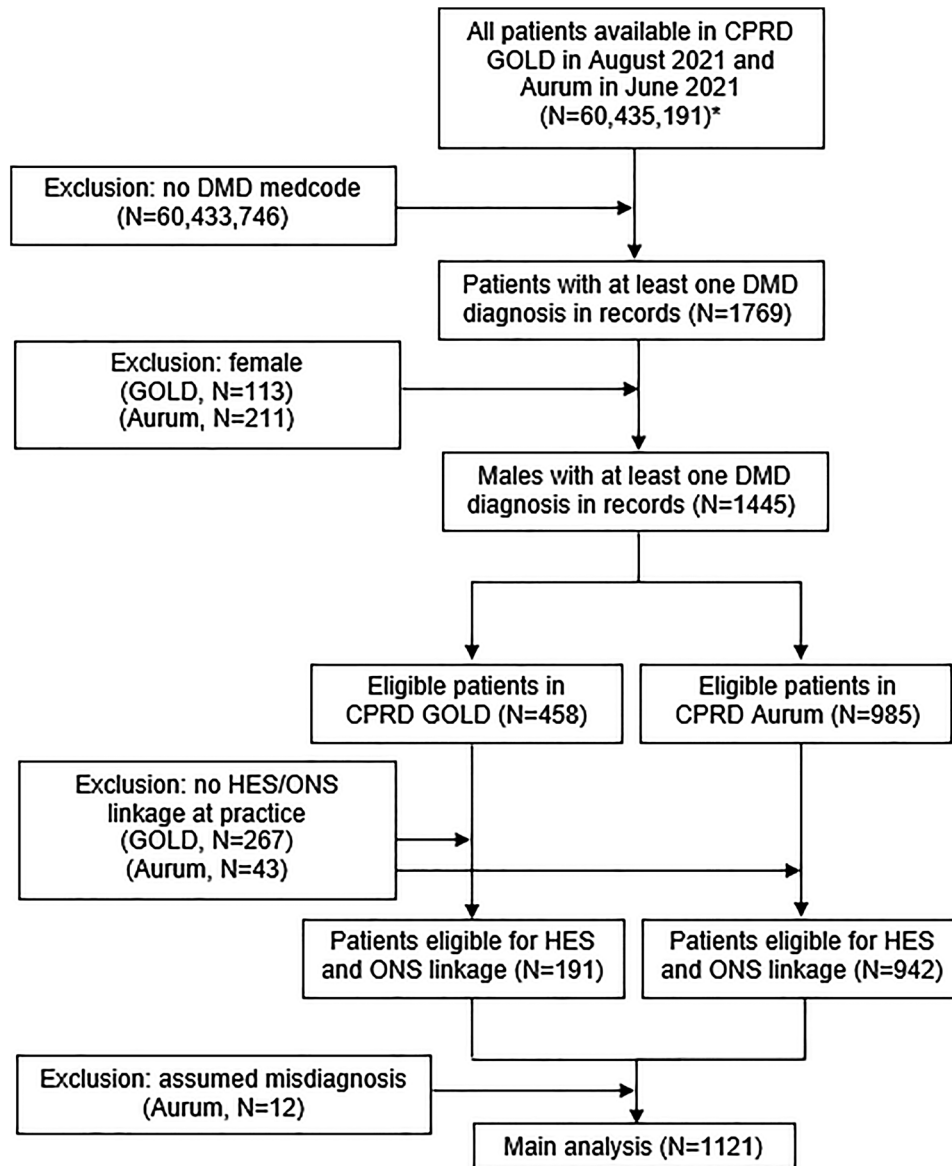 All patients available in CPRD
GOLD in August 2021 and
Aurum in June 2021
(N=60,435,191)*
Exclusion: no DMD medcode
(N=60,433,746)
Patients with at least one DMD
diagnosis in records (N=1769)
Exclusion: female
(GOLD, N=113)
(Aurum, N=211)
Males with at least one DMD
diagnosis in records (N=1445)
Eligible patients in
CPRD GOLD (N=458)
Eligible patients in
CPRD Aurum (N=985)
Exclusion: no HES/ONS
linkage at practice
(GOLD, N=267)
(Aurum, N=43)
Patients eligible for HES
and ONS linkage (N=191)
Patients eligible for HES
and ONS linkage (N=942)
Exclusion: assumed misdiagnosis
(Aurum, N=12)
Main analysis (N=1121)